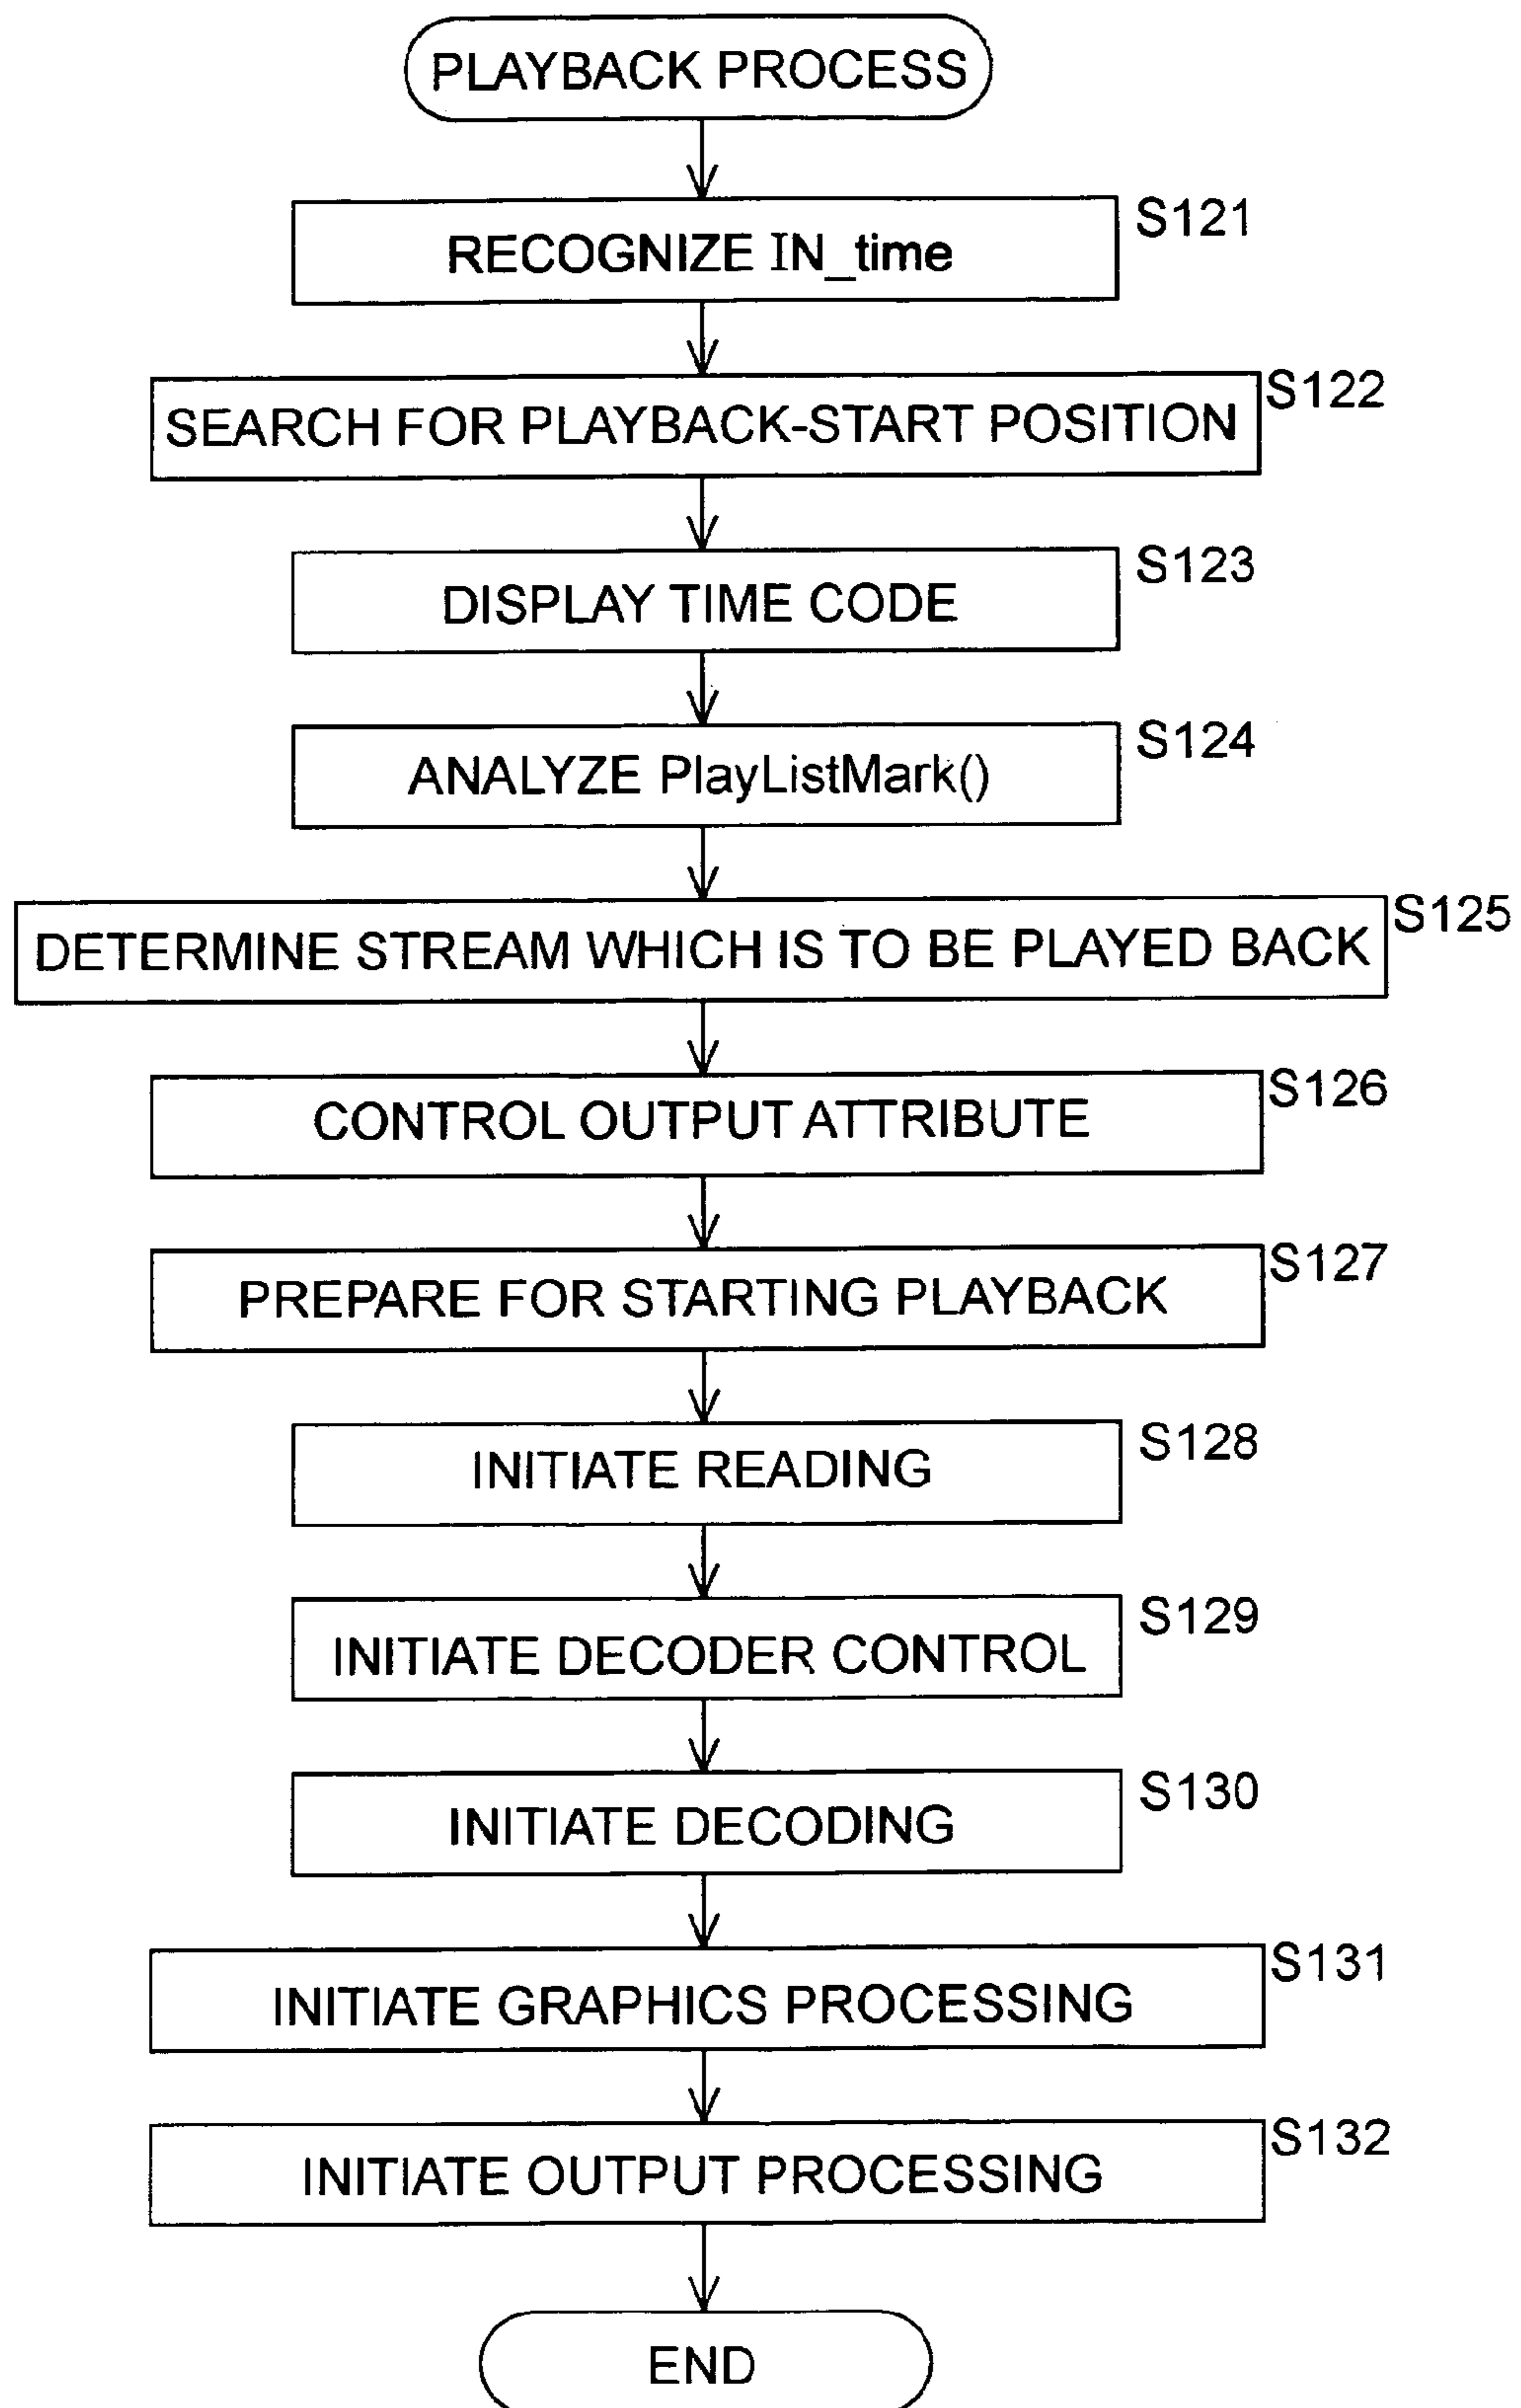 PLAYBACK PROCESS
S121
RECOGNIZE IN_time
S122
SEARCH FOR PLAYBACK-START POSITION
S123
DISPLAY TIME CODE
S124
ANALYZE PlayListMark()
S125
DETERMINE STREAM WHICH IS TO BE PLAYED BACK
S126
CONTROL OUTPUT ATTRIBUTE
S127
PREPARE FOR STARTING PLAYBACK
S128
INITIATE READING
S129
INITIATE DECODER CONTROL
S130
INITIATE DECODING
S131
INITIATE GRAPHICS PROCESSING
S132
INITIATE OUTPUT PROCESSING
END